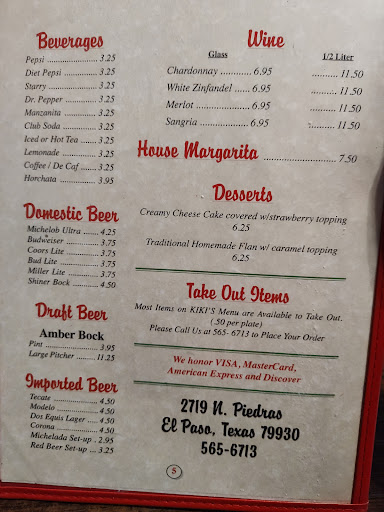 Beverages
Pepsi ................ 3.25
Diet Pepsi .......... 3.25
Starry ................ 3.25
Dr. Pepper ......... 3.25
Manzanita .......... 3.25
Club Soda .......... 3.25
Iced or Hot Tea ..... 3.25
Lemonade .......... 3.25
Coffee / De Caf ..... 3.25
Horchata ............ 3.95
Domestic Beer
Michelob Ultra ...... 4.25
Budweiser ............ 3.75
Coors Lite ............ 3.75
Bud Lite .............. 3.75
Miller Lite ........... 3.75
Shiner Bock .......... 4.50
Draft Beer
Amber Bock
Pint ................... 3.95
Large Pitcher ........ 11.25
Imported Beer
Tecate ................ 4.50
Modelo ............... 4.50
Dos Equis Lager ..... 4.50
Corona ............... 4.50
Michelada Set-up . 2.95
Red Beer Set-up ... 3.25
Wine
Glass 1/2 Liter
Chardonnay ............ 6.95 ......... 11.50
White Zinfandel ...... 6.95 ......... 11.50
Merlot .................. 6.95 ......... 11.50
Sangria ................. 6.95 ......... 11.50
House Margarita ..................... 7.50
Desserts
Creamy Cheese Cake covered w/strawberry topping
6.25
Traditional Homemade Flan w/ caramel topping
6.25
Take Out Items
Most Items on KIKI'S Menu are Available to Take Out.
( .50 per plate)
Please Call Us at 565- 6713 to Place Your Order
We honor VISA, MasterCard,
American Express and Discover
2719 N. Piedras
El Paso, Texas 79930
565-6713
5